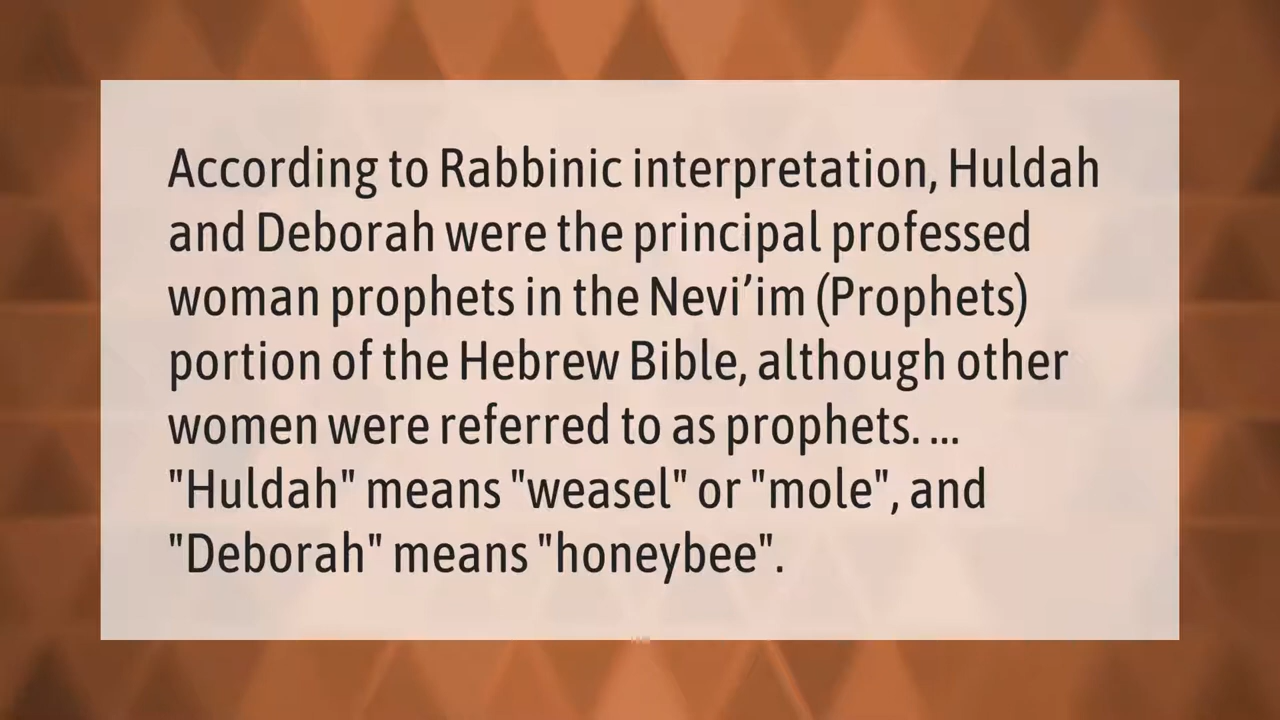 According to Rabbinic interpretation, Huldah
and Deborah were the principal professed
woman prophets in the Nevi’im (Prophets)
portion of the Hebrew Bible, although other
women were referred to as prophets. ...
"Huldah" means "weasel" or "mole", and
"Deborah" means "honeybee".